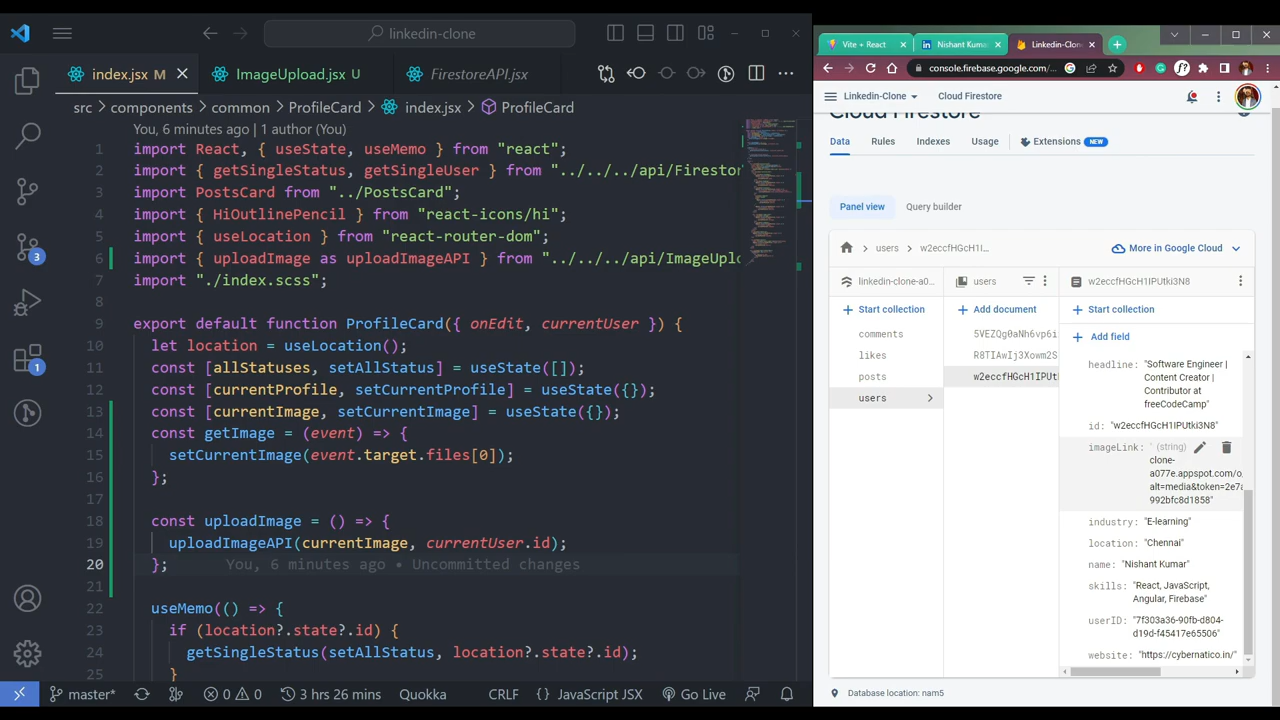 linkedin-clone
index.jsx M
ImageUpload.jsx U
FirestoreAPI.jsx
src > components > common > ProfileCard > index.jsx > ProfileCard
You, 6 minutes ago | 1 author (You)
1 import React, { useState, useMemo } from "react";
2 import { getSingleStatus, getSingleUser } from "../../../api/Firestor
3 import PostsCard from "../PostsCard";
4 import { HiOutlinePencil } from "react-icons/hi";
5 import { useLocation } from "react-router-dom";
6 import { uploadImage as uploadImageAPI } from "../../../api/ImageUplo
7 import "./index.scss";
8
9 export default function ProfileCard({ onEdit, currentUser }) {
10 let location = useLocation();
11 const [allStatuses, setAllStatus] = useState([]);
12 const [currentProfile, setCurrentProfile] = useState({});
13 const [currentImage, setCurrentImage] = useState({});
14 const getImage = (event) => {
15 setCurrentImage(event.target.files[0]);
16 };
17
18 const uploadImage = () => {
19 uploadImageAPI(currentImage, currentUser.id);
20 }; You, 6 minutes ago • Uncommitted changes
21
22 useMemo(() => {
23 if (location?.state?.id) {
24 getSingleStatus(setAllStatus, location?.state?.id);
25 }
3
1
master*
0 0
3 hrs 26 mins
Quokka
CRLF
{} JavaScript JSX
Go Live
Vite + React
Nishant Kumar
Linkedin-Clone
console.firebase.google.com/...
Linkedin-Clone
Cloud Firestore
Cloud Firestore
Data
Rules
Indexes
Usage
Extensions NEW
Panel view
Query builder
users
w2eccfHGcH1I...
More in Google Cloud
linkedin-clone-a0...
users
w2eccfHGcH1IPUtki3N8
Start collection
Add document
Start collection
Add field
comments
likes
posts
users
5VEZQg0aNh6vp6i
R8TIAwIj3Xowm2S
w2eccfHGcH1IPUt
headline: "Software Engineer |
Content Creator |
Contributor at
freeCodeCamp"
id: "w2eccfHGcH1IPUtki3N8"
imageLink: (string)
clone-
a077e.appspot.com/o
alt=media&token=2e7a
992bfc8d1858"
industry: "E-learning"
location: "Chennai"
name: "Nishant Kumar"
skills: "React, JavaScript,
Angular, Firebase"
userID: "7f303a36-90fb-d804-
d19d-f45417e65506"
website: "https://cybernatico.in/"
Database location: nam5